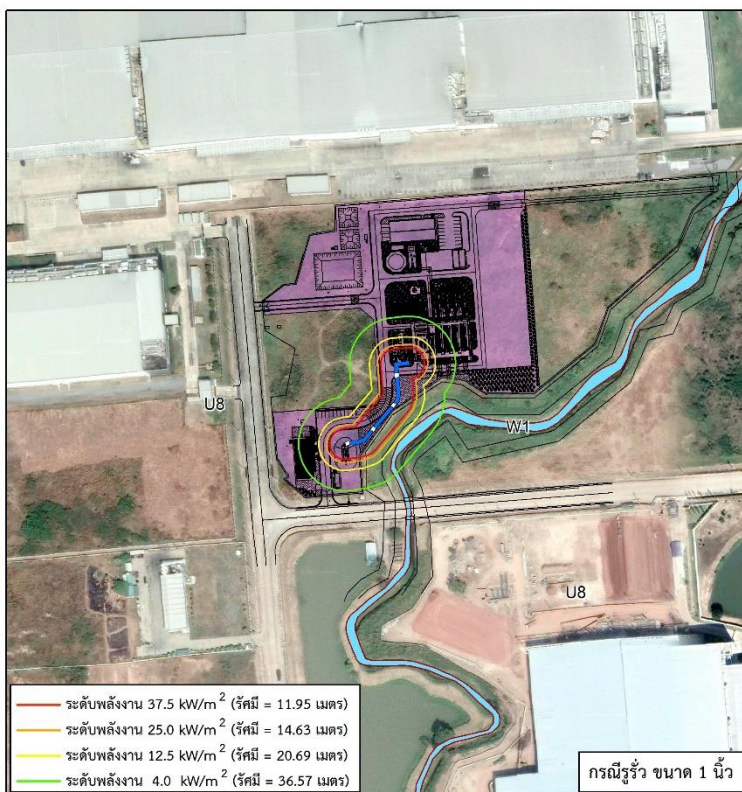 U8
W1
U8
ระดับพลังงาน 37.5 kW/m² (รัศมี = 11.95 เมตร)
ระดับพลังงาน 25.0 kW/m² (รัศมี = 14.63 เมตร)
ระดับพลังงาน 12.5 kW/m² (รัศมี = 20.69 เมตร)
ระดับพลังงาน 4.0 kW/m² (รัศมี = 36.57 เมตร)
กรณีรูรั่ว ขนาด 1 นิ้ว